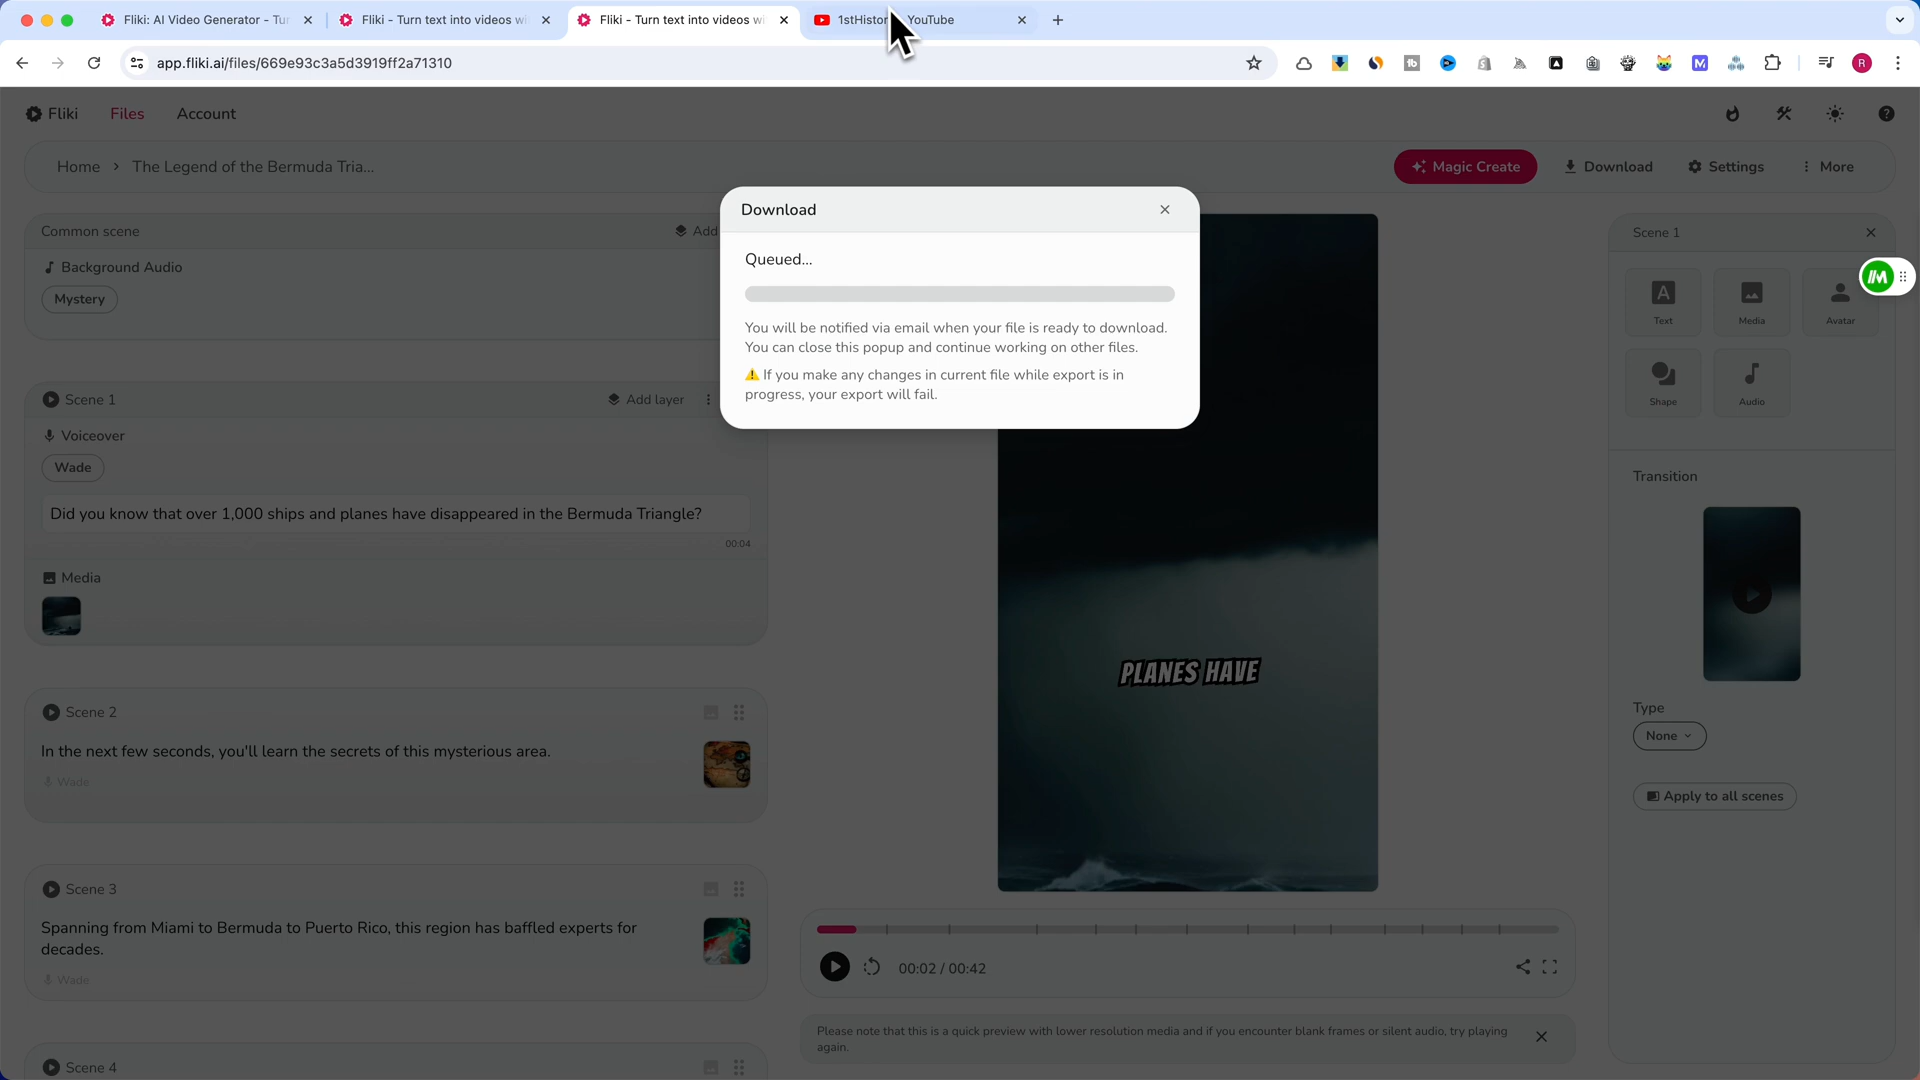 Fliki: AI Video Generator - Tur
Fliki - Turn text into videos wi
Fliki - Turn text into videos wi
1stHistor YouTube
app.fliki.ai/files/669e93c3a5d3919ff2a71310
R
Fliki
Files
Account
Home > The Legend of the Bermuda Tria...
Magic Create
Download
Settings
More
Common scene
Add
Background Audio
Mystery
Scene 1
Add layer
Voiceover
Wade
Did you know that over 1,000 ships and planes have disappeared in the Bermuda Triangle?
00:04
Media
Scene 2
In the next few seconds, you'll learn the secrets of this mysterious area.
Wade
Scene 3
Spanning from Miami to Bermuda to Puerto Rico, this region has baffled experts for
decades.
Wade
Scene 4
Download
Queued...
You will be notified via email when your file is ready to download.
You can close this popup and continue working on other files.
⚠️ If you make any changes in current file while export is in
progress, your export will fail.
PLANES HAVE
00:02 / 00:42
Please note that this is a quick preview with lower resolution media and if you encounter blank frames or silent audio, try playing
again.
Scene 1
Text
Media
Avatar
Shape
Audio
Transition
Type
None
Apply to all scenes